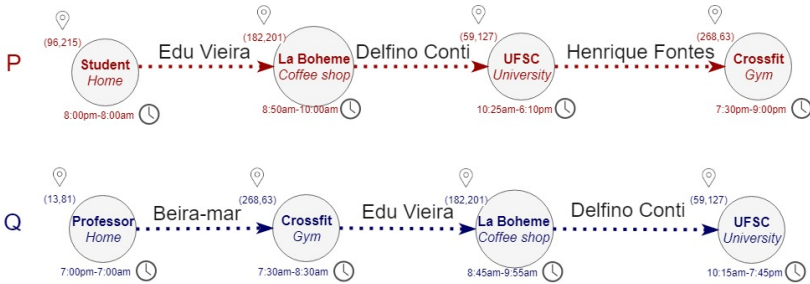 (96,215) (182,201) (59,127) (268,63)
Edu Vieira Delfino Conti Henrique Fontes
P Student La Boheme UFSC Crossfit
Home Coffee shop University Gym
8:00pm-8:00am 8:50am-10:00am 10:25am-6:10pm 7:30pm-9:00pm
(13,81) (268,63) (182,201) (59,127)
Beira-mar Edu Vieira Delfino Conti
Q Professor Crossfit La Boheme UFSC
Home Gym Coffee shop University
7:00pm-7:00am 7:30am-8:30am 8:45am-9:55am 10:15am-7:45pm